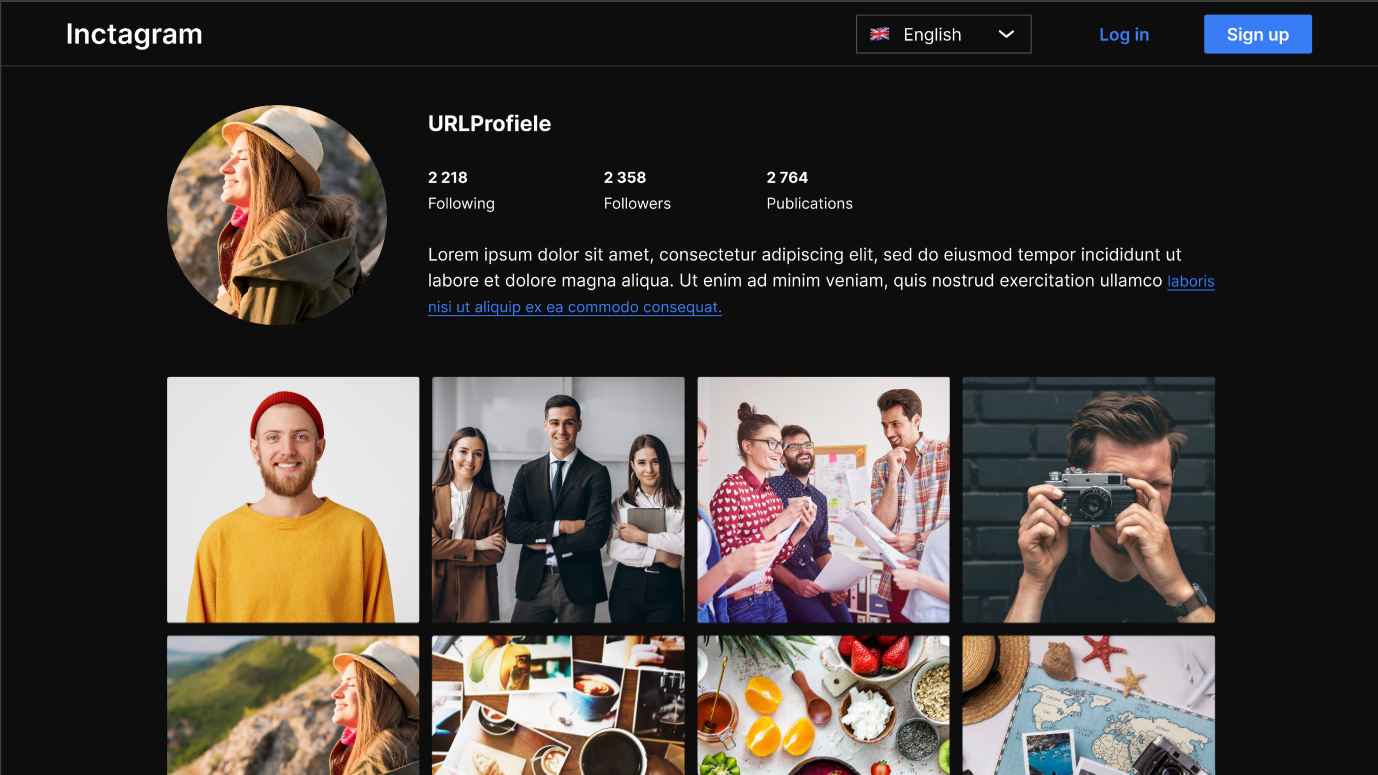 Inctagram
English
Log in
Sign up
URLProfiele
2 218
2 358
2 764
Following
Followers
Publications
Lorem ipsum dolor sit amet, consectetur adipiscing elit, sed do eiusmod tempor incididunt ut
labore et dolore magna aliqua. Ut enim ad minim veniam, quis nostrud exercitation ullamco laboris
nisi ut aliquip ex ea commodo consequat.